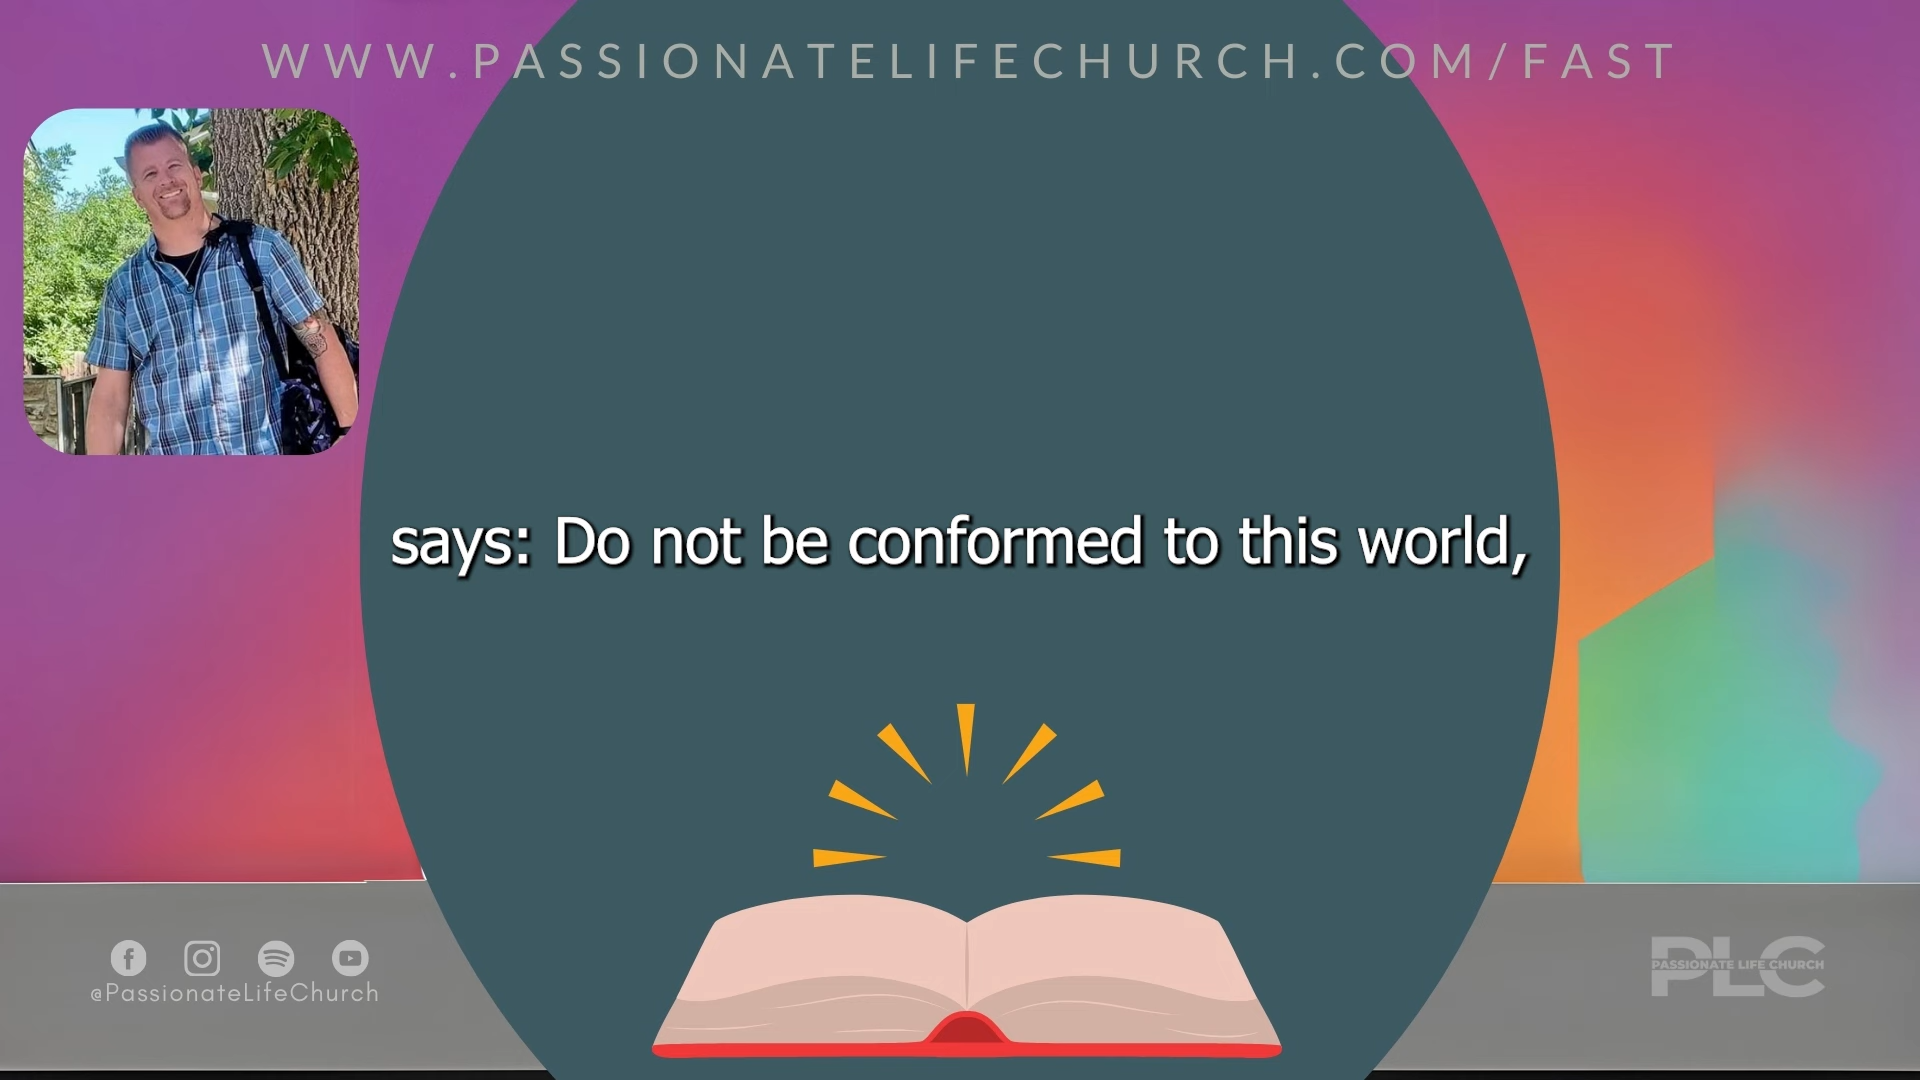 WWW.PASSIONATELIFECHURCH.COM/FAST
says: Do not be conformed to this world,
@PassionateLifeChurch
PLC
PASSIONATE LIFE CHURCH